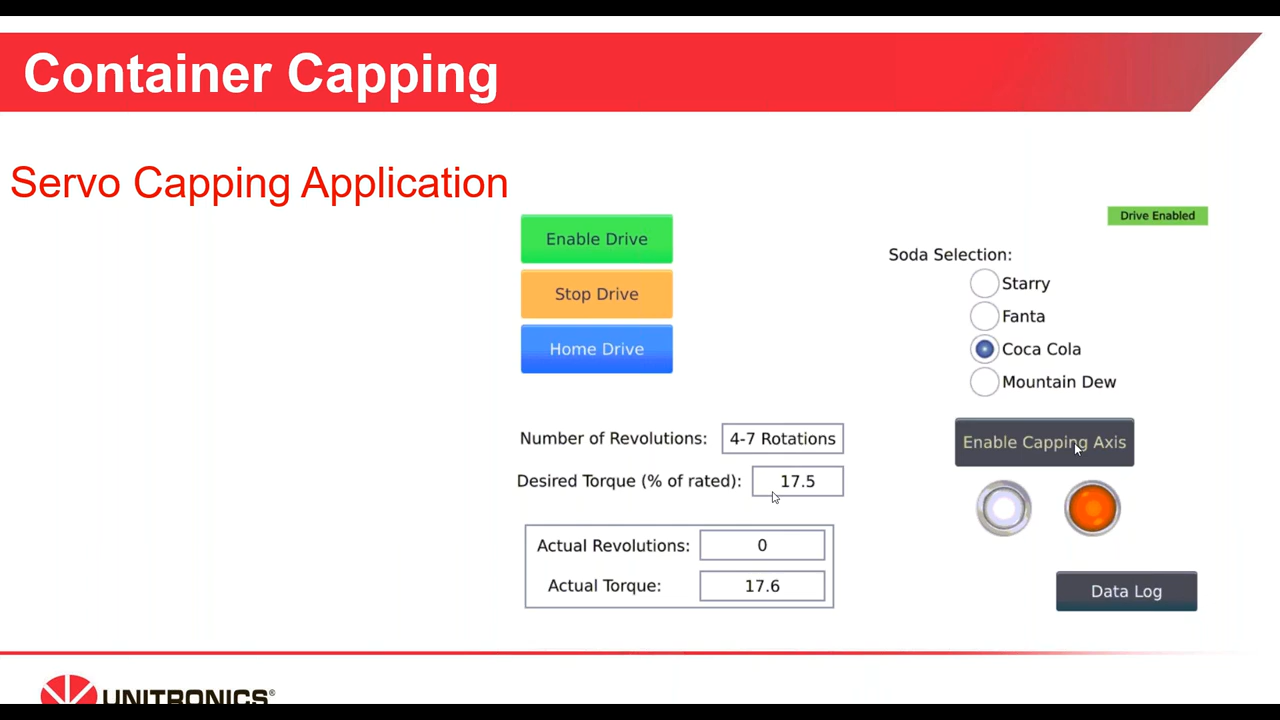 Container Capping
Servo Capping Application
Drive Enabled
Enable Drive
Stop Drive
Home Drive
Soda Selection:
Starry
Fanta
Coca Cola
Mountain Dew
Number of Revolutions: 4-7 Rotations
Desired Torque (% of rated): 17.5
Enable Capping Axis
Actual Revolutions: 0
Actual Torque: 17.6
Data Log
UNITRONICS®